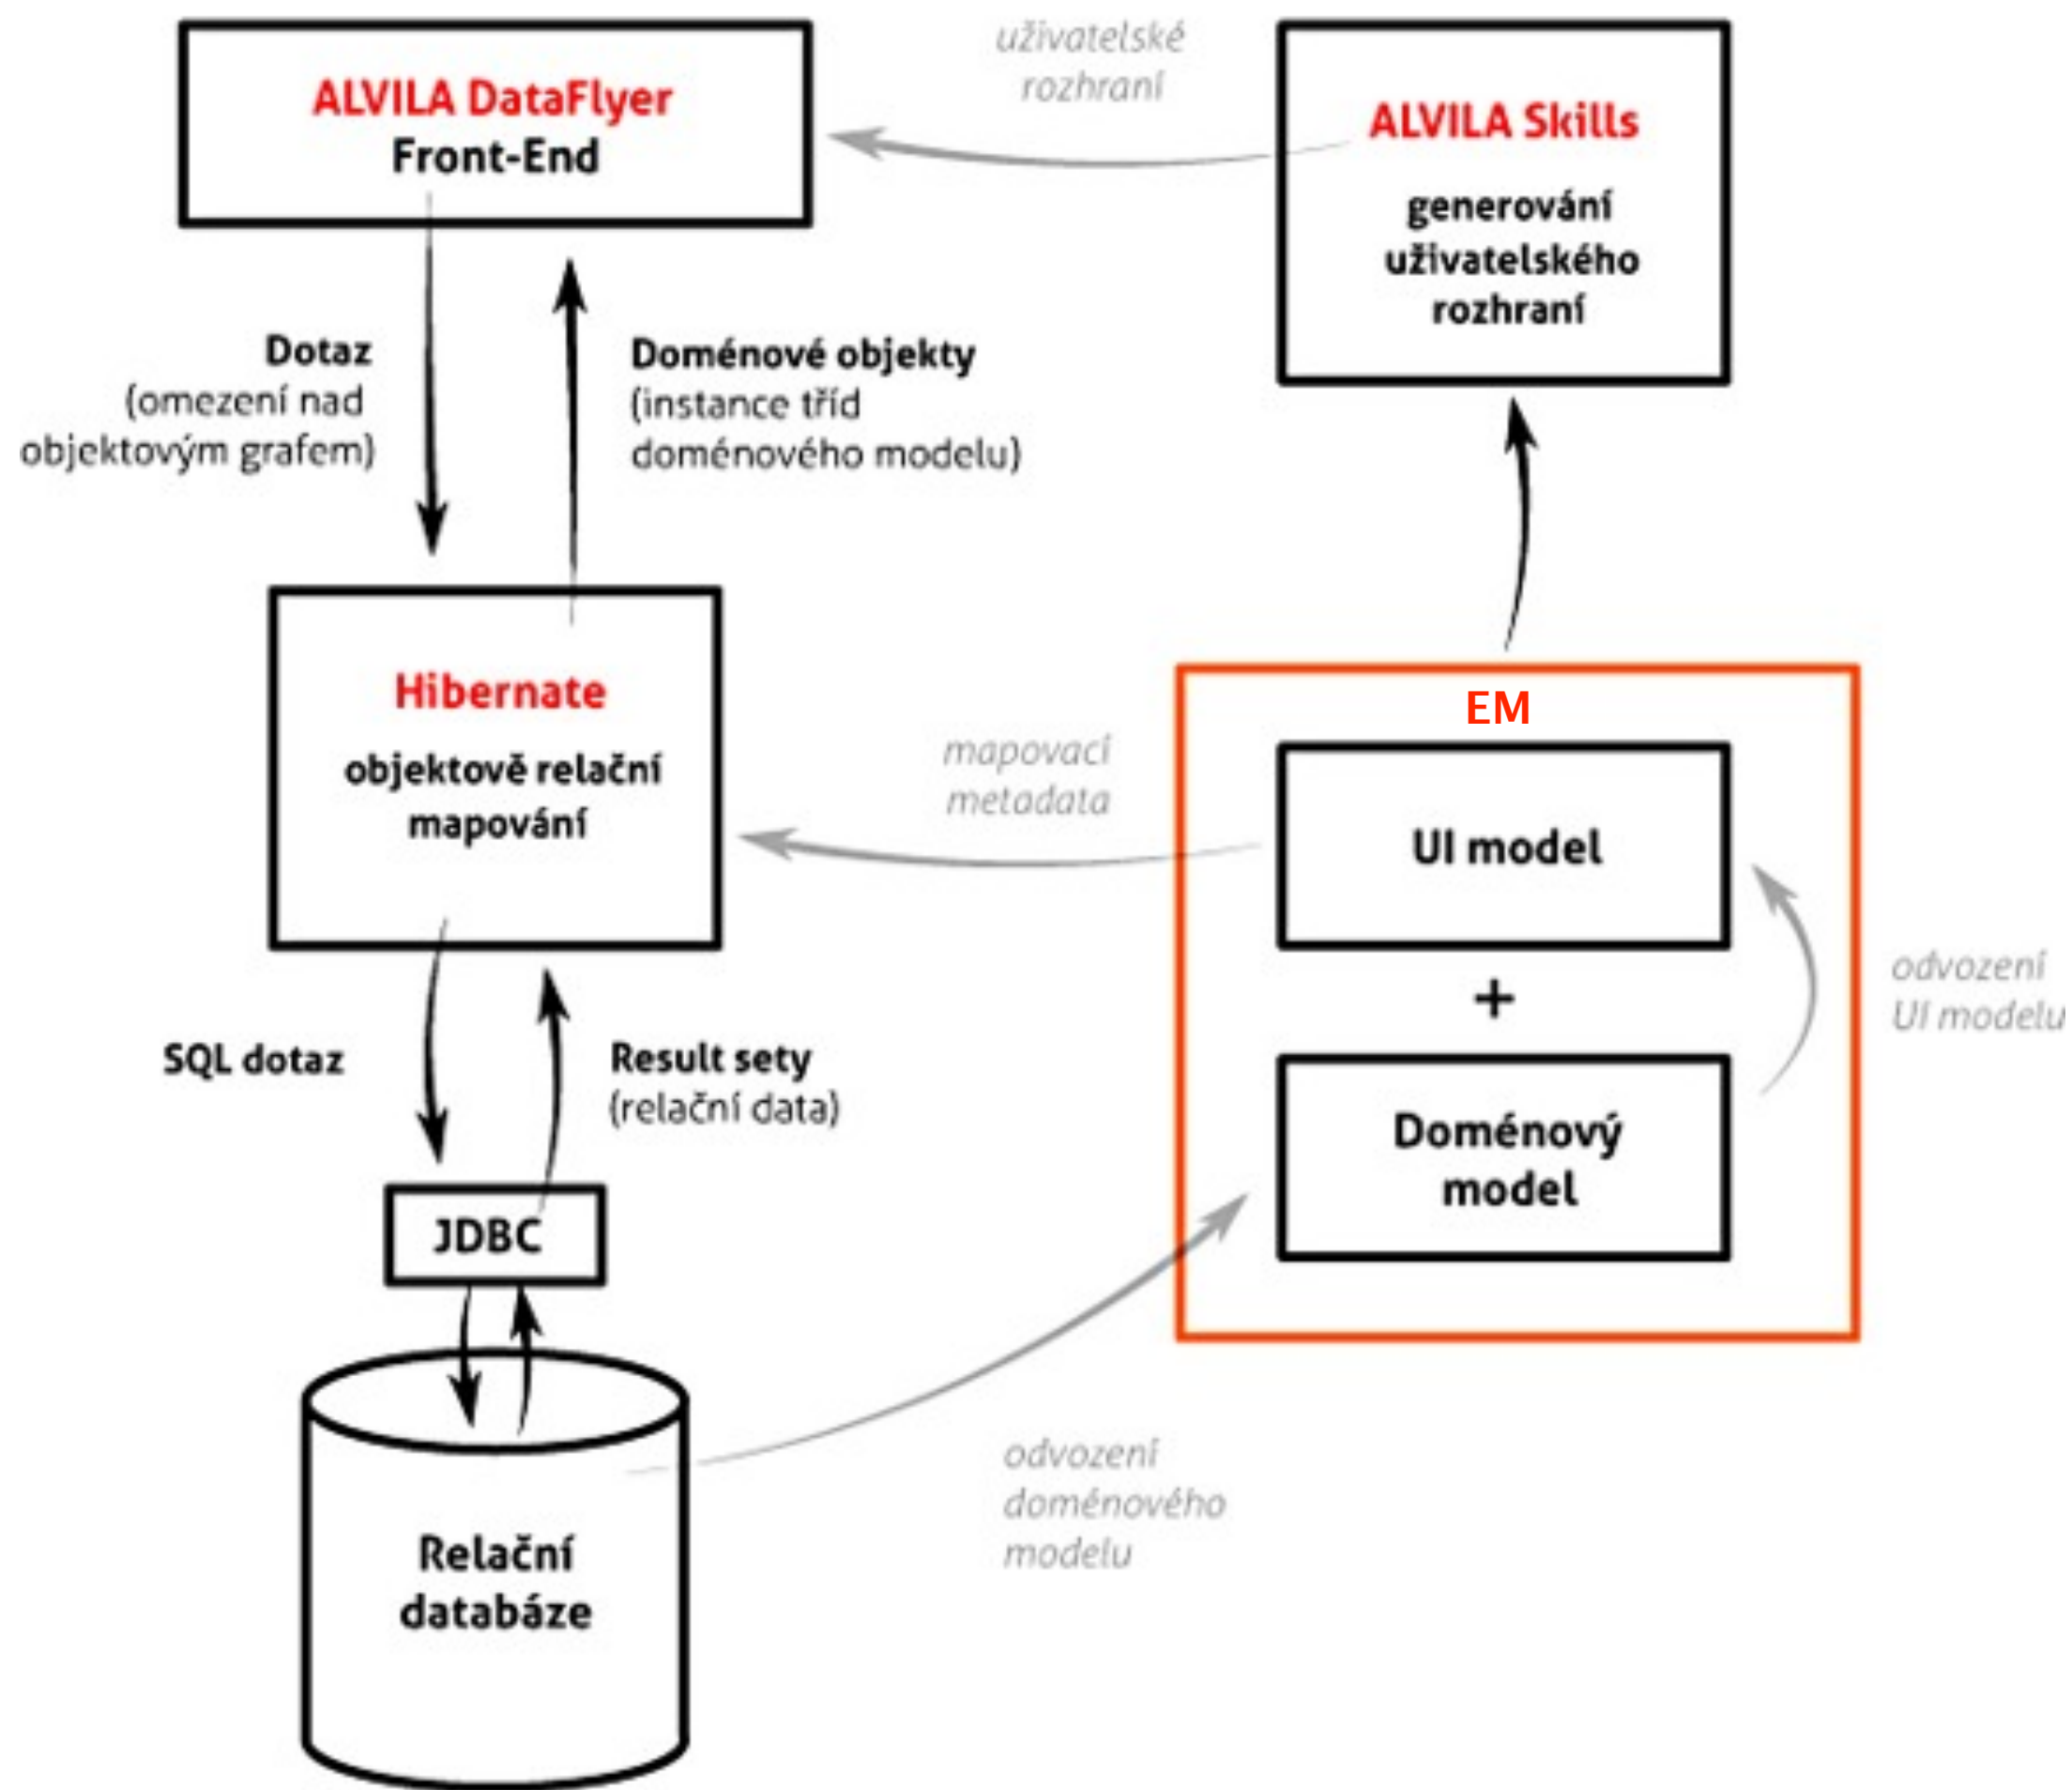 ALVILA DataFlyer
Front-End
uživatelské
rozhraní
ALVILA Skills
generování
uživatelského
rozhraní
Dotaz
(omezení nad
objektovým grafem)
Doménové objekty
(instance tříd
doménového modelu)
Hibernate
objektově relační
mapování
mapovací
metadata
EM
UI model
+
Doménový
model
odvození
UI modelu
SQL dotaz
Result sety
(relační data)
JDBC
odvození
doménového
modelu
Relační
databáze